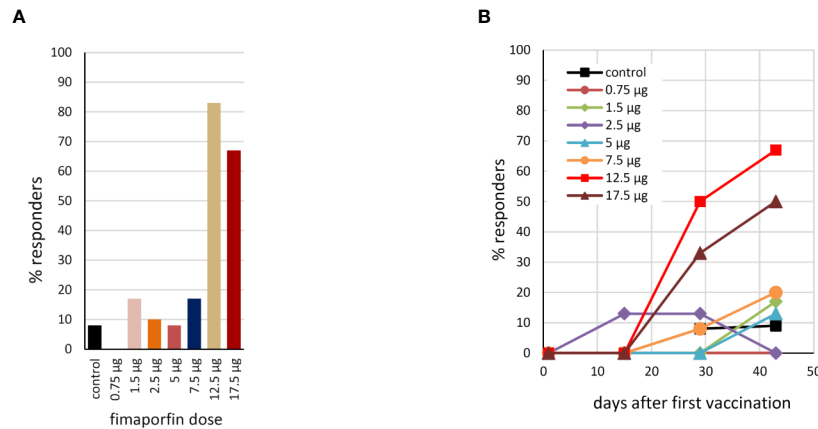 A
100
90
80
70
60
50
40
30
20
10
0
% responders
control
0.75 µg
1.5 µg
2.5 µg
5 µg
7.5 µg
12.5 µg
17.5 µg
fimaporfin dose
B
100
90
80
70
60
50
40
30
20
10
0
% responders
control
0.75 µg
1.5 µg
2.5 µg
5 µg
7.5 µg
12.5 µg
17.5 µg
0 10 20 30 40 50
days after first vaccination